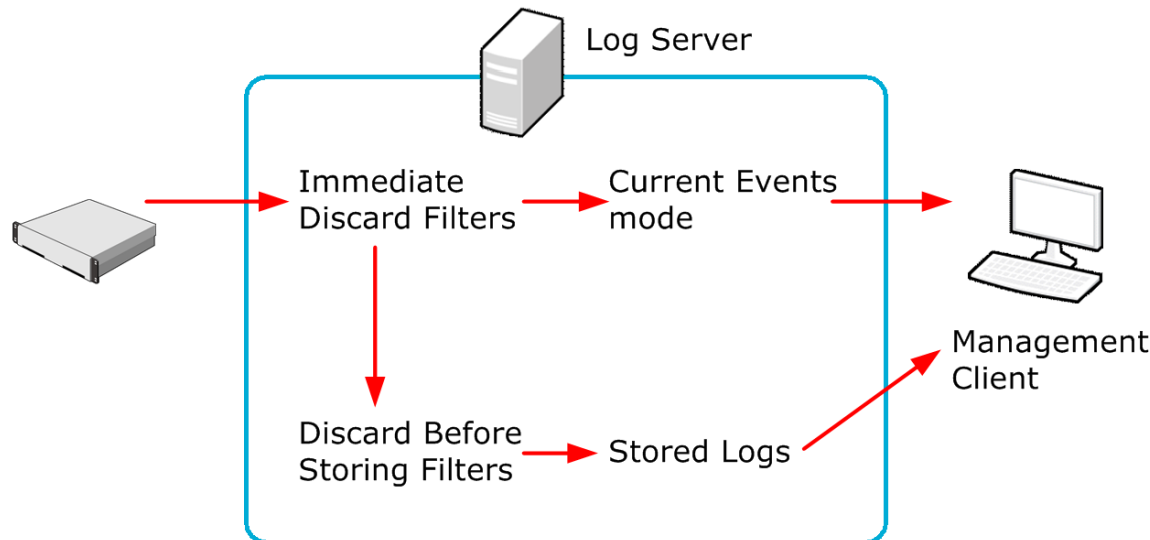 Log Server
Immediate
Discard Filters
Current Events
mode
Management
Client
Discard Before
Storing Filters
Stored Logs